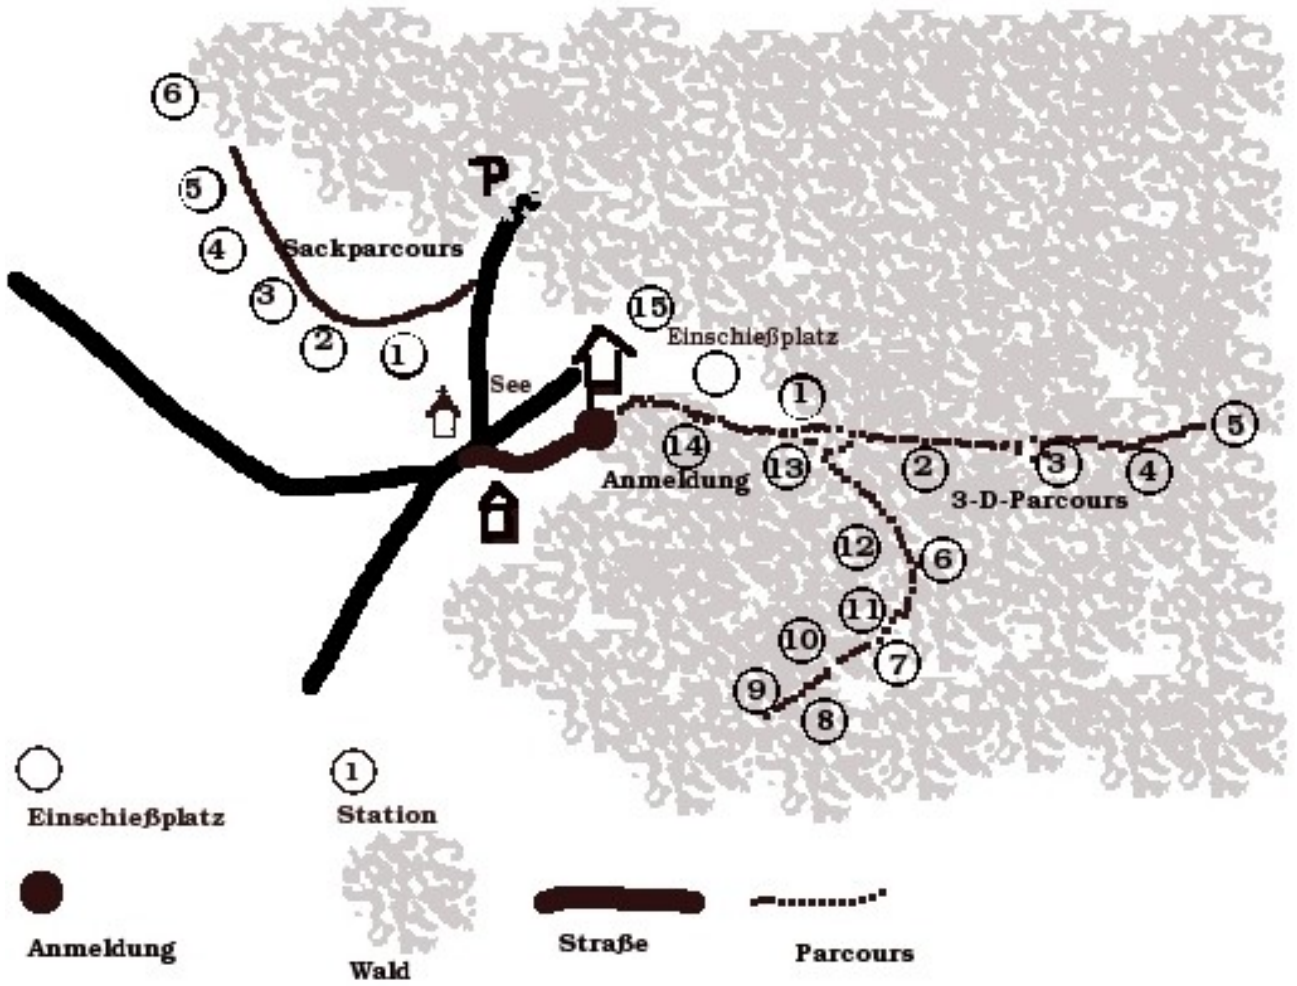 6
P
5
4
Sackparcours
3
15
2
1
Einschießplatz
See
1
5
14
13
2
3
4
Anmeldung
3-D-Parcours
12
6
11
10
7
9
8
1
Einschießplatz
Station
Anmeldung
Straße
Parcours
Wald